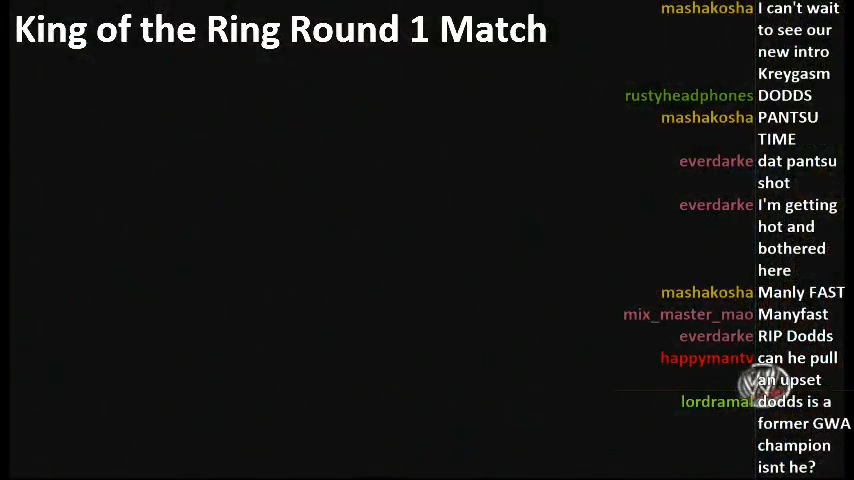 King of the Ring Round 1 Match
mashakosha I can't wait
to see our
new intro
Kreygasm
rustyheadphones DODDS
mashakosha PANTSU
TIME
everdarke dat pantsu
shot
everdarke I'm getting
hot and
bothered
here
mashakosha Manly FAST
mix_master_mao Manyfast
everdarke RIP Dodds
happymantv can he pull
an upset
lordramal dodds is a
former GWA
champion
isnt he?